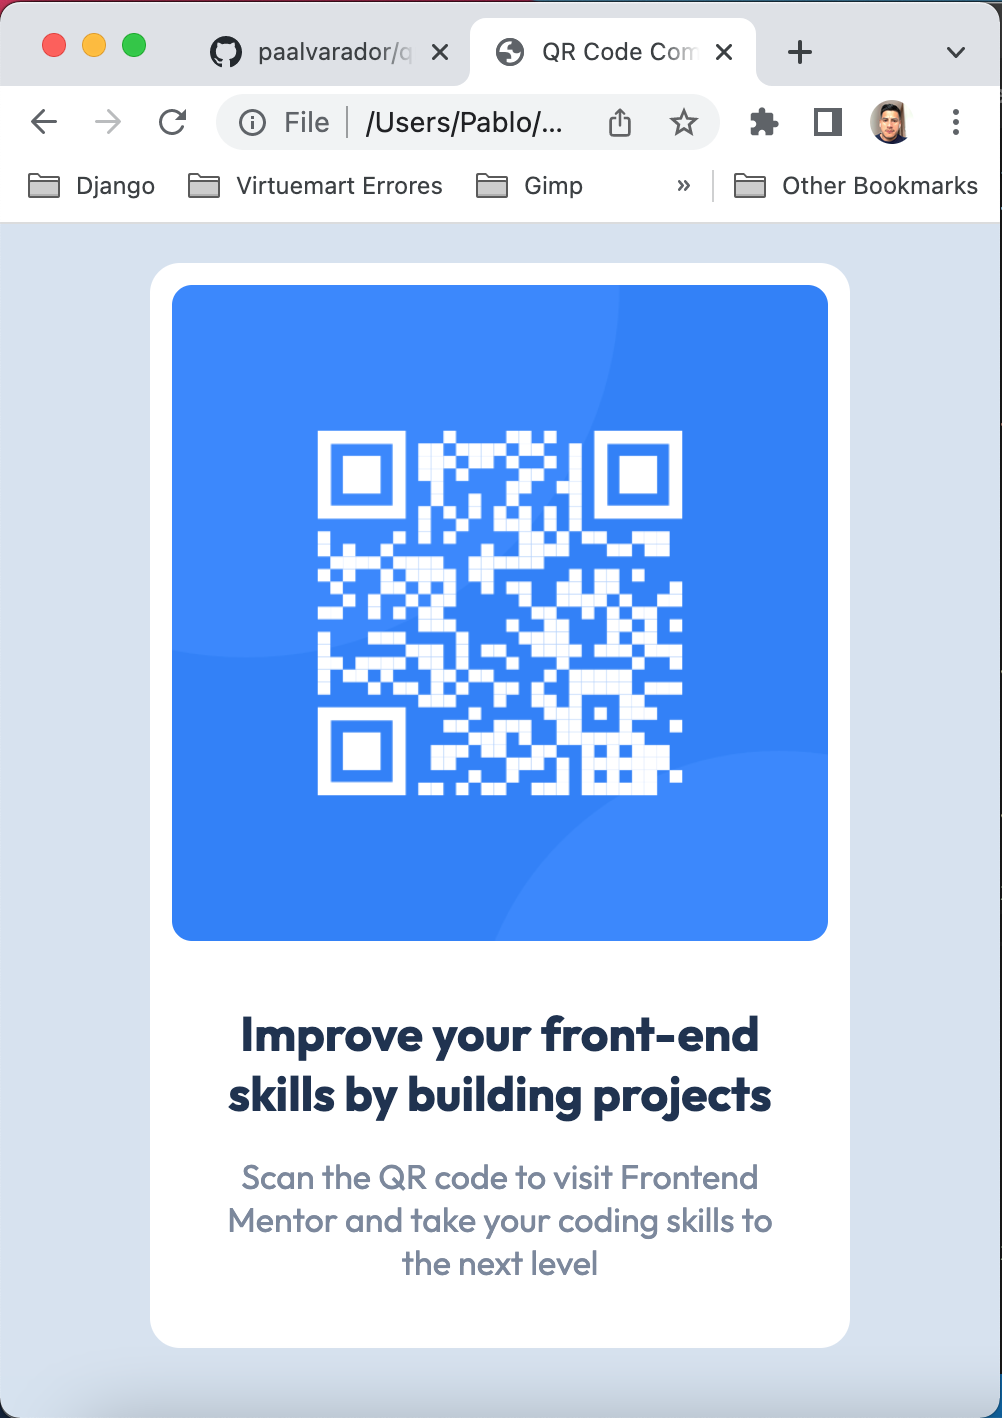 paalvarador/q
QR Code Com
File
/Users/Pablo/...
Django
Virtuemart Errores
Gimp
»
Other Bookmarks
Improve your front-end
skills by building projects
Scan the QR code to visit Frontend
Mentor and take your coding skills to
the next level